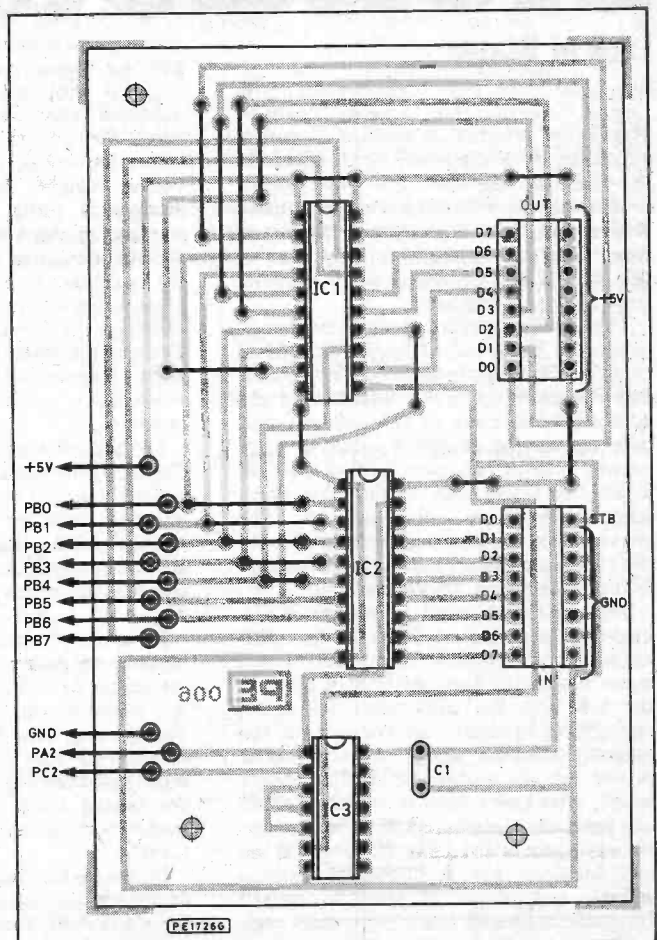 OUT
D7
D6
D5
D4
D3
D2
D1
D0
+5V
IC1
+5V
PB0
PB1
PB2
PB3
PB4
PB5
PB6
PB7
IC2
D0
D1
D2
D3
D4
D5
D6
D7
STB
GND
IN
PE 006
GND
PA2
PC2
IC3
C1
PE1726G